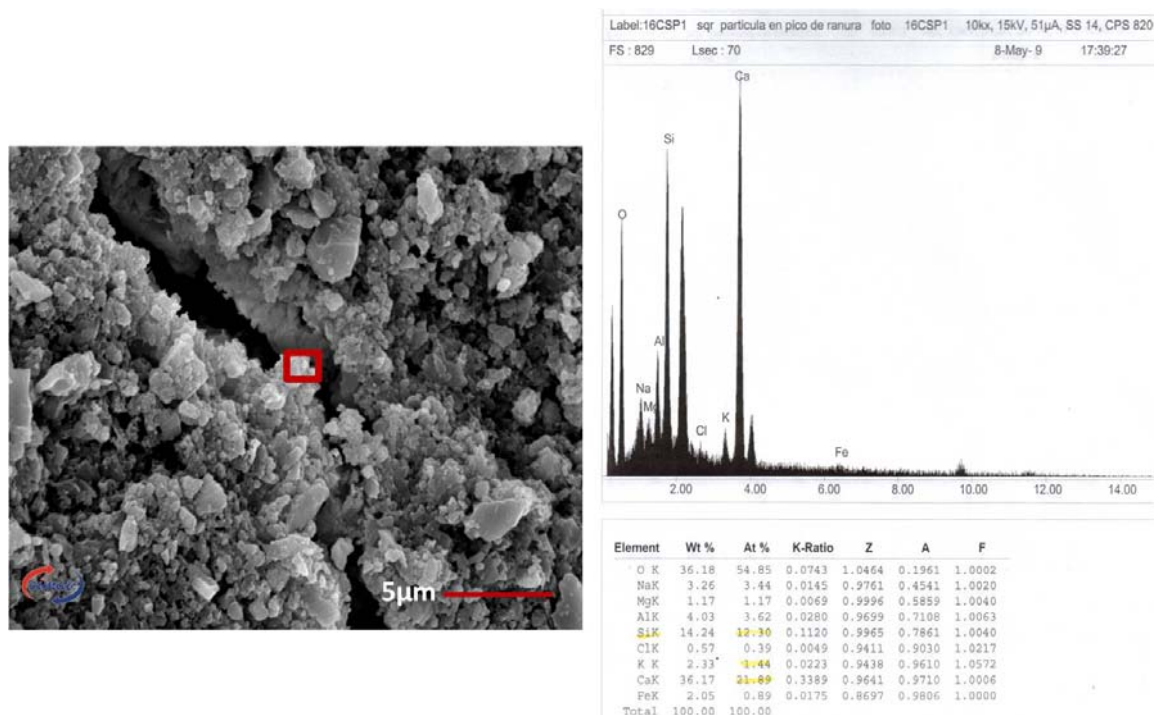 5µm
Label:16CSP1 sqr particula en pico de ranura foto 16CSP1 10kx, 15kV, 51µA, SS 14, CPS 820
FS : 829 Lsec : 70 8-May- 9 17:39:27
Ca
Si
O
Al
Na
Mg
Cl
K
Fe
2.00 4.00 6.00 8.00 10.00 12.00 14.00
Element Wt % At % K-Ratio Z A F
O K 36.18 54.85 0.0743 1.0464 0.1961 1.0002
NaK 3.26 3.44 0.0145 0.9761 0.4541 1.0020
MgK 1.17 1.17 0.0069 0.9996 0.5859 1.0040
AlK 4.03 3.62 0.0280 0.9699 0.7108 1.0063
SiK 14.24 12.30 0.1120 0.9965 0.7861 1.0040
ClK 0.57 0.39 0.0049 0.9411 0.9030 1.0217
K K 2.33 1.44 0.0223 0.9438 0.9610 1.0572
CaK 36.17 21.89 0.3389 0.9641 0.9710 1.0006
FeK 2.05 0.89 0.0175 0.8697 0.9806 1.0000
Total 100.00 100.00